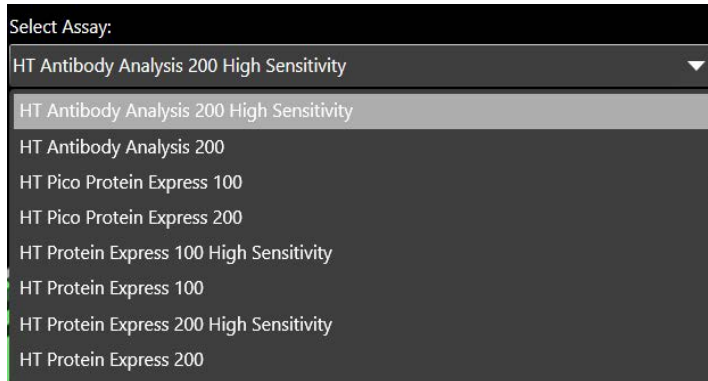 Select Assay:
HT Antibody Analysis 200 High Sensitivity
HT Antibody Analysis 200 High Sensitivity
HT Antibody Analysis 200
HT Pico Protein Express 100
HT Pico Protein Express 200
HT Protein Express 100 High Sensitivity
HT Protein Express 100
HT Protein Express 200 High Sensitivity
HT Protein Express 200